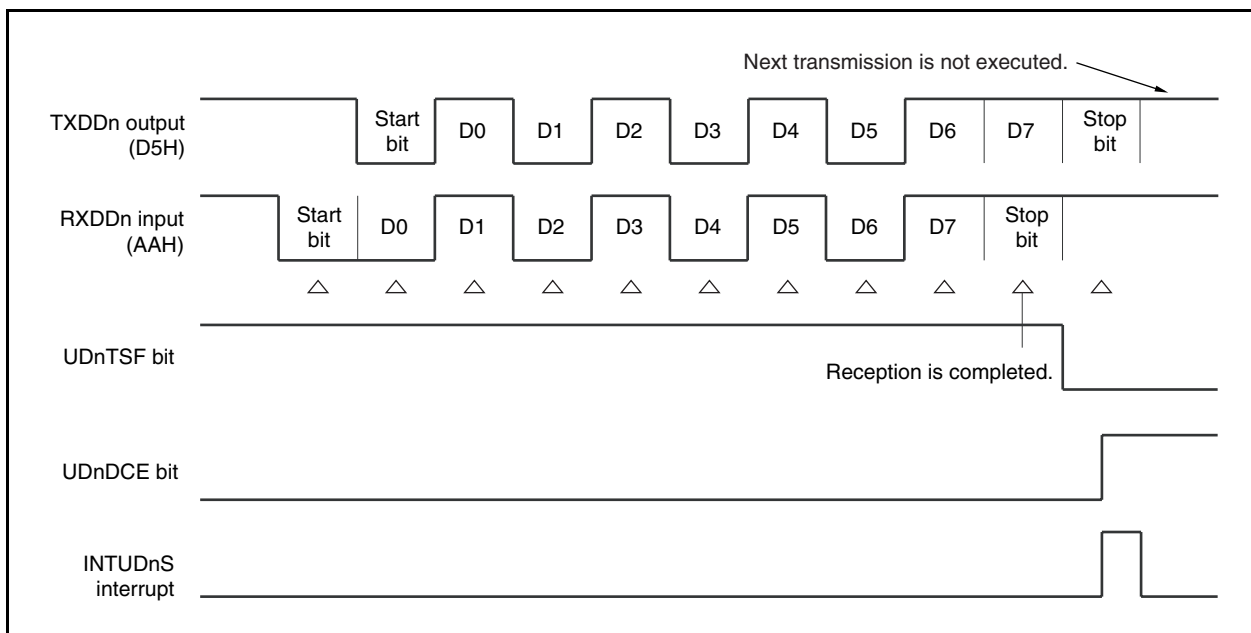 Next transmission is not executed.
TXDDn output
(D5H)
Start
bit
D0
D1
D2
D3
D4
D5
D6
D7
Stop
bit
RXDDn input
(AAH)
Start
bit
D0
D1
D2
D3
D4
D5
D6
D7
Stop
bit
UDnTSF bit
Reception is completed.
UDnDCE bit
INTUDnS
interrupt